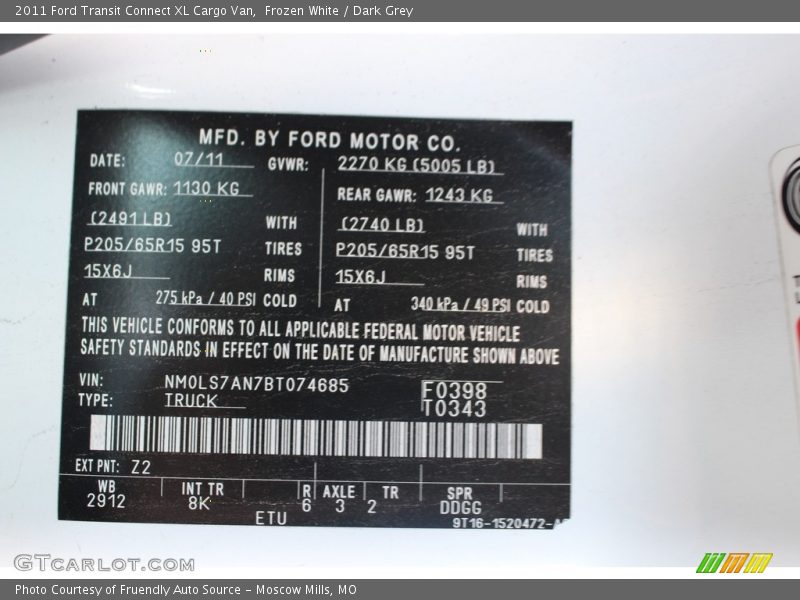 2011 Ford Transit Connect XL Cargo Van,  Frozen White / Dark Grey
MFD. BY FORD MOTOR CO.
DATE: 07/11 GVWR: 2270 KG (5005 LB)
FRONT GAWR: 1130 KG REAR GAWR: 1243 KG
(2491 LB) WITH (2740 LB) WITH
P205/65R15 95T TIRES P205/65R15 95T TIRES
15X6J RIMS 15X6J RIMS
AT 275 kPa / 40 PSI COLD AT 340 kPa / 49 PSI COLD
THIS VEHICLE CONFORMS TO ALL APPLICABLE FEDERAL MOTOR VEHICLE
SAFETY STANDARDS IN EFFECT ON THE DATE OF MANUFACTURE SHOWN ABOVE
VIN: NM0LS7AN7BT074685 F0398
TYPE: TRUCK T0343
EXT PNT: Z2
WB INT TR R AXLE TR SPR
2912 8K 6 3 2 DDGG
ETU 9T16-1520472-
GTCARLOT.COM
Photo Courtesy of Fruendly Auto Source - Moscow Mills, MO